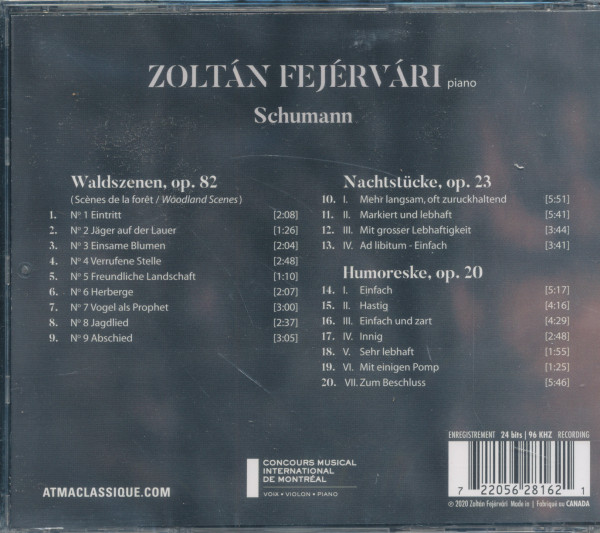 ZOLTÁN FEJÉRVÁRI piano
Schumann
Waldszenen, op. 82
( Scènes de la forêt / Woodland Scenes )
1. Nº 1 Eintritt [2:08]
2. Nº 2 Jäger auf der Lauer [1:26]
3. Nº 3 Einsame Blumen [2:04]
4. Nº 4 Verrufene Stelle [2:48]
5. Nº 5 Freundliche Landschaft [1:10]
6. Nº 6 Herberge [2:07]
7. Nº 7 Vogel als Prophet [3:00]
8. Nº 8 Jagdlied [2:37]
9. Nº 9 Abschied [3:05]
Nachtstücke, op. 23
10. I. Mehr langsam, oft zuruckhaltend [5:51]
11. II. Markiert und lebhaft [5:41]
12. III. Mit grosser Lebhaftigkeit [3:44]
13. IV. Ad libitum - Einfach [3:41]
Humoreske, op. 20
14. I. Einfach [5:17]
15. II. Hastig [4:16]
16. III. Einfach und zart [4:29]
17. IV. Innig [2:48]
18. V. Sehr lebhaft [1:55]
19. VI. Mit einigen Pomp [1:25]
20. VII. Zum Beschluss [5:46]
ATMACLASSIQUE.COM
CONCOURS MUSICAL
INTERNATIONAL
DE MONTRÉAL
VOIX • VIOLON • PIANO
ENREGISTREMENT 24 bits | 96 KHZ RECORDING
7 22056 28162 1
℗ 2020 Zoltán Fejérvári Made in | Fabriqué au CANADA